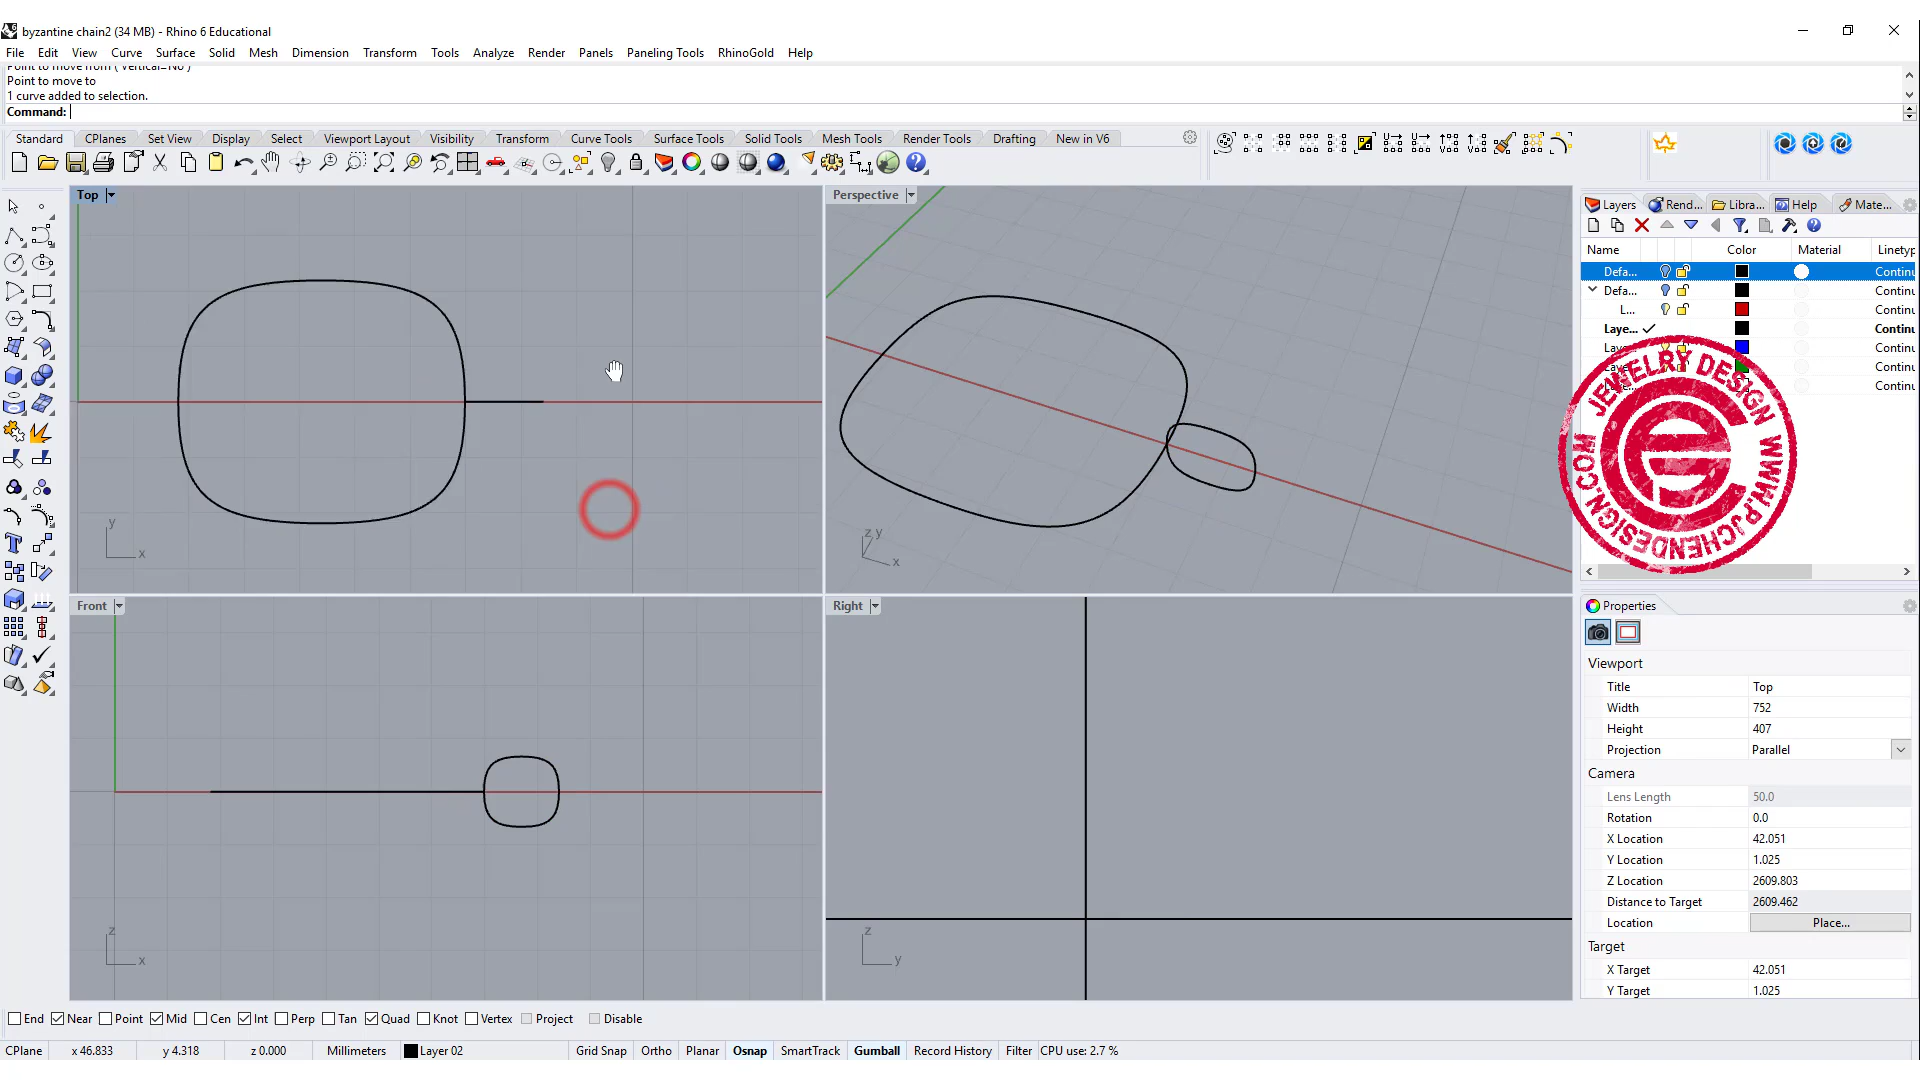 byzantine chain2 (34 MB) - Rhino 6 Educational
File Edit View Curve Surface Solid Mesh Dimension Transform Tools Analyze Render Panels Paneling Tools RhinoGold Help
Point to move from ( Vertical=No )
Point to move to
1 curve added to selection.
Command:
Standard CPlanes Set View Display Select Viewport Layout Visibility Transform Curve Tools Surface Tools Solid Tools Mesh Tools Render Tools Drafting New in V6
Top
Perspective
Layers Rend... Libra... Help Mate...
Name Color Material Linetyp
Defa... Continu
Defa... Continu
L... Continu
Laye... Continu
Continu
Continu
Continu
JEWELRY DESIGN WWW.PJCHENDESIGN.COM
y
x
z y
x
Front
Right
z
x
z
y
Properties
Viewport
Title Top
Width 752
Height 407
Projection Parallel
Camera
Lens Length 50.0
Rotation 0.0
X Location 42.051
Y Location 1.025
Z Location 2609.803
Distance to Target 2609.462
Location Place...
Target
X Target 42.051
Y Target 1.025
End Near Point Mid Cen Int Perp Tan Quad Knot Vertex Project Disable
CPlane x 46.833 y 4.318 z 0.000 Millimeters Layer 02 Grid Snap Ortho Planar Osnap SmartTrack Gumball Record History Filter CPU use: 2.7 %